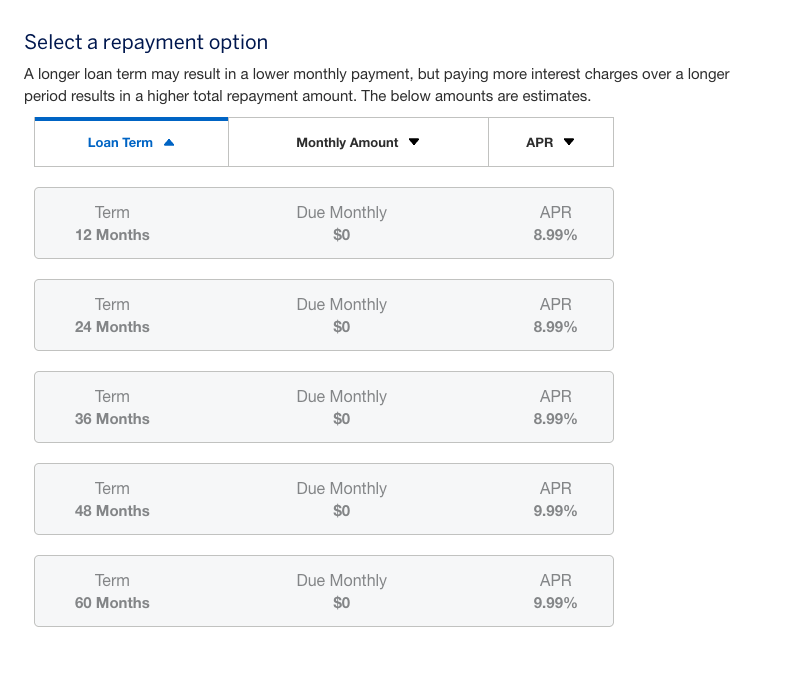 Select a repayment option
A longer loan term may result in a lower monthly payment, but paying more interest charges over a longer
period results in a higher total repayment amount. The below amounts are estimates.
Loan Term Monthly Amount APR
Term Due Monthly APR
12 Months $0 8.99%
Term Due Monthly APR
24 Months $0 8.99%
Term Due Monthly APR
36 Months $0 8.99%
Term Due Monthly APR
48 Months $0 9.99%
Term Due Monthly APR
60 Months $0 9.99%